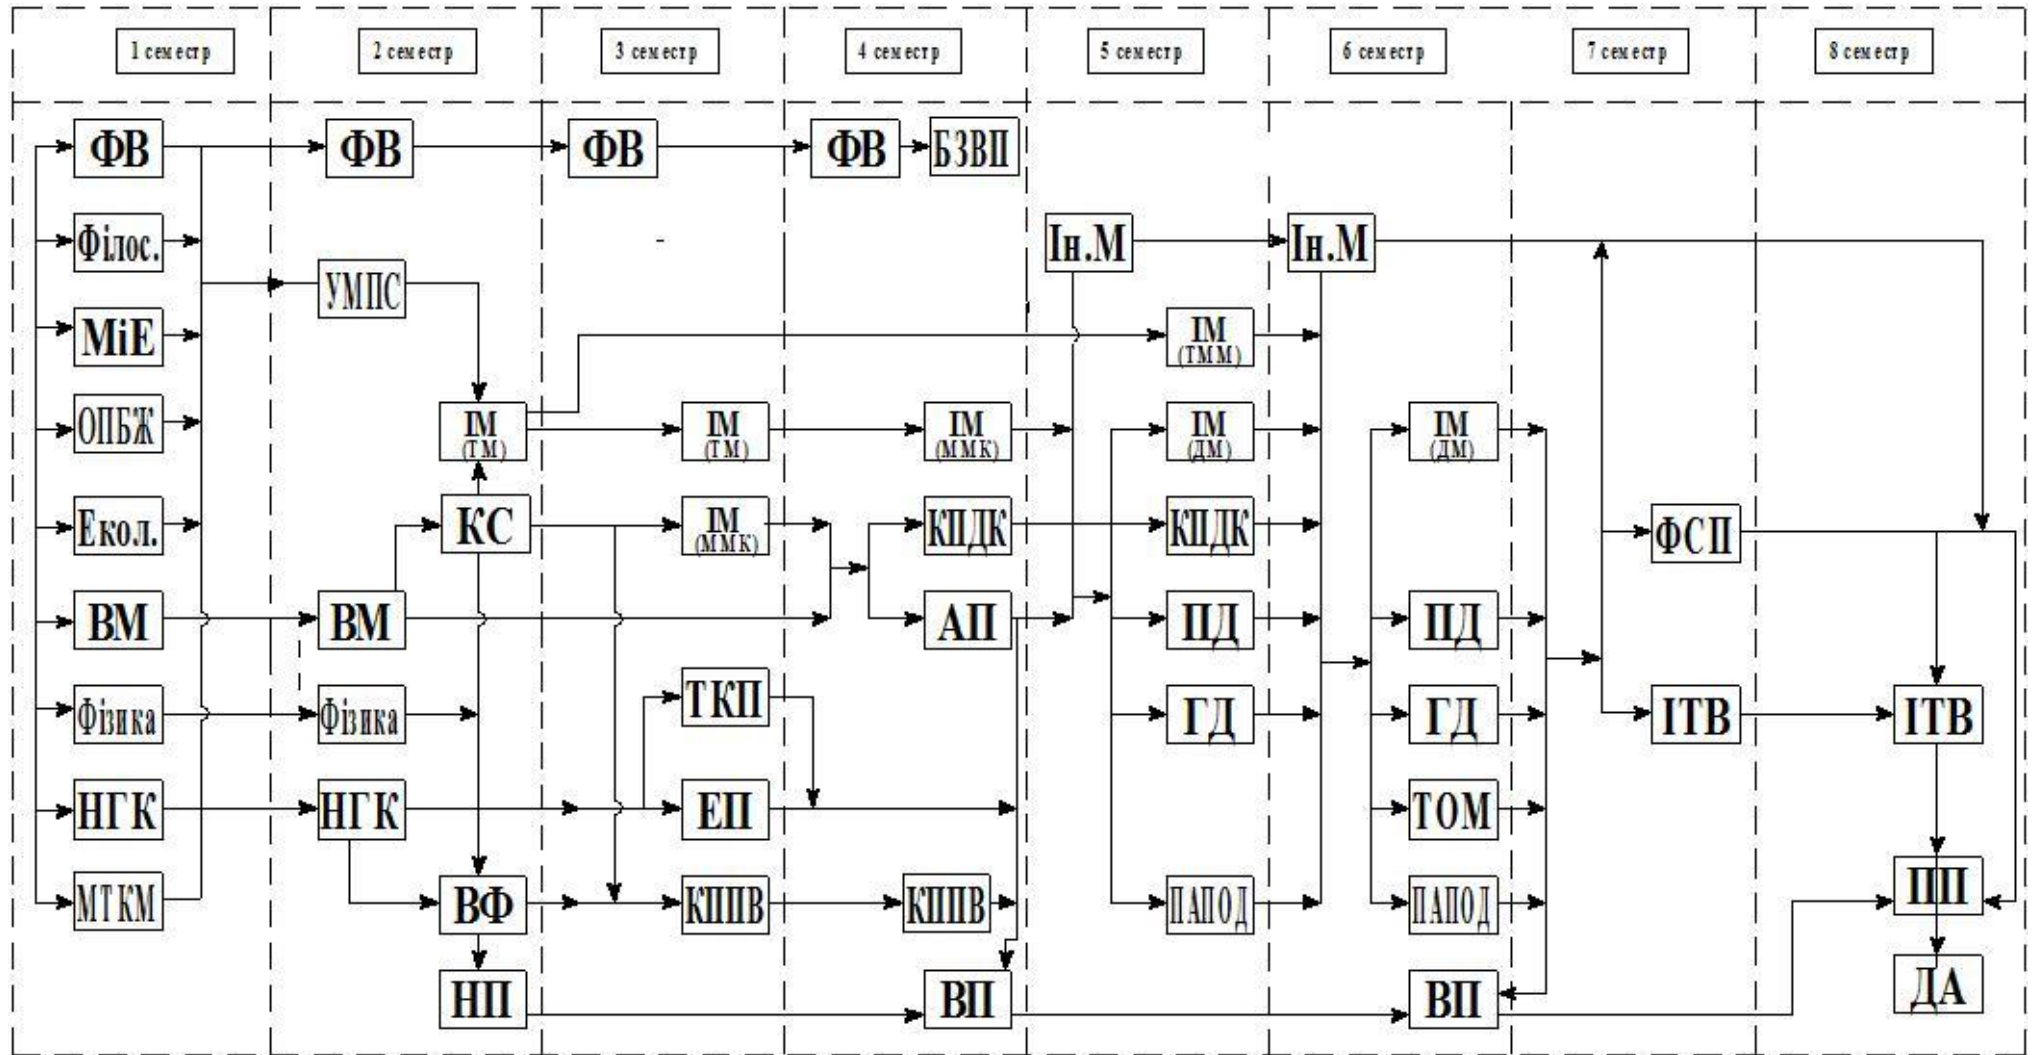 1 семестр
2 семестр
3 семестр
4 семестр
5 семестр
6 семестр
7 семестр
8 семестр
ФВ
ФВ
ФВ
ФВ
БЗВП
Філос.
Ін.М
Ін.М
УМПС
МіЕ
ІМ
(ТММ)
ОПБЖ
ІМ
(ТМ)
ІМ
(ТМ)
ІМ
(ММК)
ІМ
(ДМ)
ІМ
(ДМ)
Екол.
КС
ІМ
(ММК)
КПДК
КПДК
ФСП
ВМ
ВМ
АП
ПД
ПД
Фізика
Фізика
ТКП
ГД
ГД
ІТВ
ІТВ
НГК
НГК
ЕП
ТОМ
МТКМ
ВФ
КППВ
КППВ
ПАПОД
ПАПОД
ПП
НП
ВП
ВП
ДА